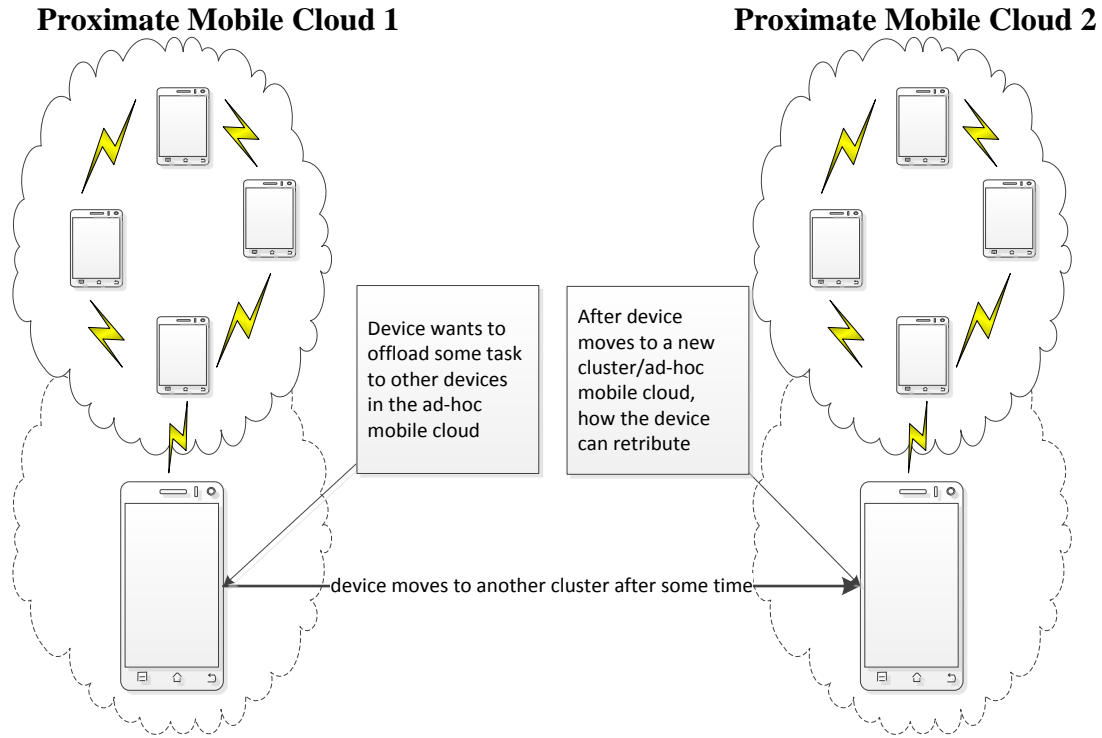 Proximate Mobile Cloud 1
Proximate Mobile Cloud 2
Device wants to
offload some task
to other devices
in the ad-hoc
mobile cloud
After device
moves to a new
cluster/ad-hoc
mobile cloud,
how the device
can retribute
device moves to another cluster after some time